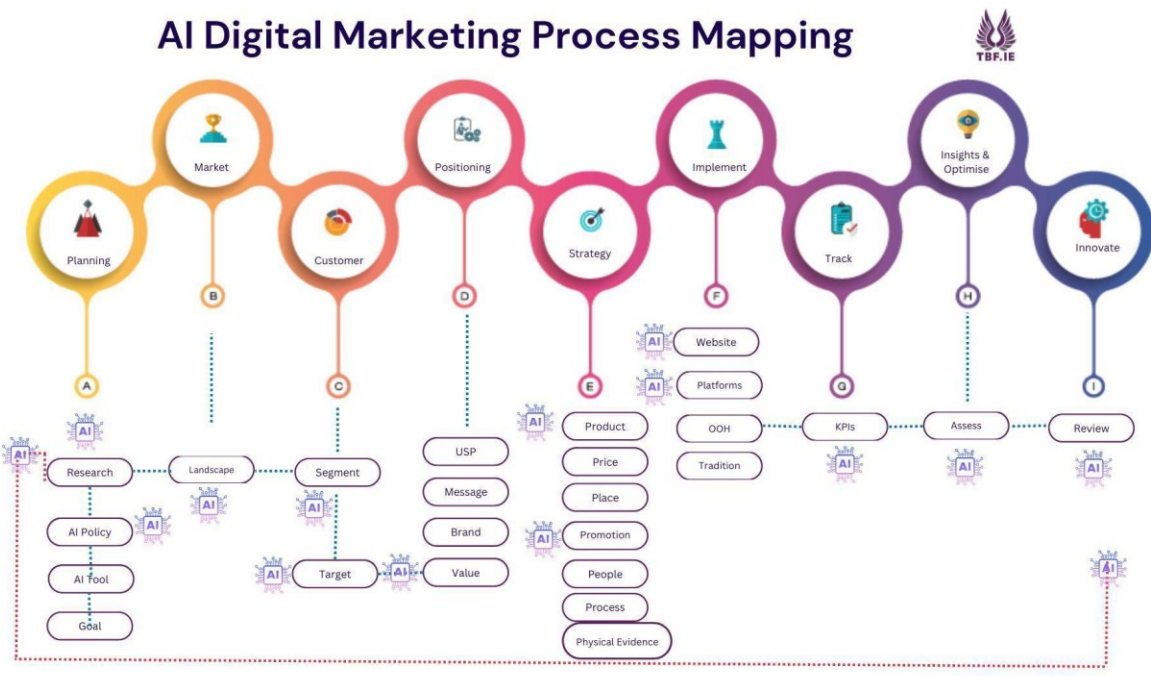 AI Digital Marketing Process Mapping
TBF.IE
Market
Positioning
Implement
Insights &
Optimise
Planning
Customer
Strategy
Track
Innovate
B
D
F
H
A
C
E
G
I
AI
Website
AI
Platforms
AI
AI
Product
OOH
KPIs
Assess
Review
AI
USP
Price
Tradition
AI
AI
AI
AI
Research
Landscape
Segment
Message
Place
AI
AI
AI Policy
AI
Brand
AI
Promotion
AI Tool
AI
Target
AI
Value
People
AI
Process
Goal
Physical Evidence